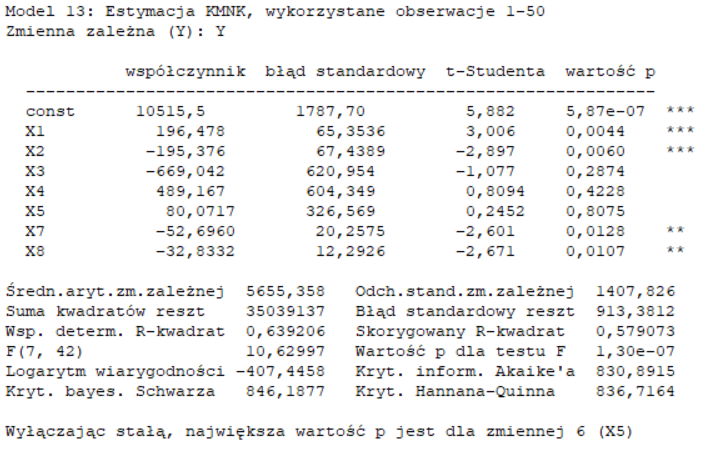 Model 13: Estymacja KMNK, wykorzystane obserwacje 1-50
Zmienna zależna (Y): Y
współczynnik błąd standardowy t-Studenta wartość p
---------------------------------------------------------------
const 10515,5 1787,70 5,882 5,87e-07 ***
X1 196,478 65,3536 3,006 0,0044 ***
X2 -195,376 67,4389 -2,897 0,0060 ***
X3 -669,042 620,954 -1,077 0,2874
X4 489,167 604,349 0,8094 0,4228
X5 80,0717 326,569 0,2452 0,8075
X7 -52,6960 20,2575 -2,601 0,0128 **
X8 -32,8332 12,2926 -2,671 0,0107 **
Średn.aryt.zm.zależnej 5655,358 Odch.stand.zm.zależnej 1407,826
Suma kwadratów reszt 35039137 Błąd standardowy reszt 913,3812
Wsp. determ. R-kwadrat 0,639206 Skorygowany R-kwadrat 0,579073
F(7, 42) 10,62997 Wartość p dla testu F 1,30e-07
Logarytm wiarygodności -407,4458 Kryt. inform. Akaike'a 830,8915
Kryt. bayes. Schwarza 846,1877 Kryt. Hannana-Quinna 836,7164
Wyłączając stałą, największa wartość p jest dla zmiennej 6 (X5)